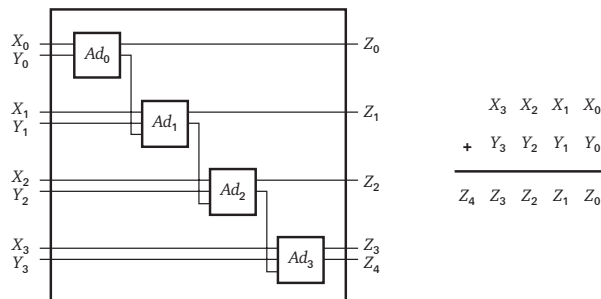 X₀ Y₀ Ad₀ Z₀
X₁ Y₁ Ad₁ Z₁
X₂ Y₂ Ad₂ Z₂
X₃ Y₃ Ad₃ Z₃ Z₄
X₃ X₂ X₁ X₀
+ Y₃ Y₂ Y₁ Y₀
Z₄ Z₃ Z₂ Z₁ Z₀